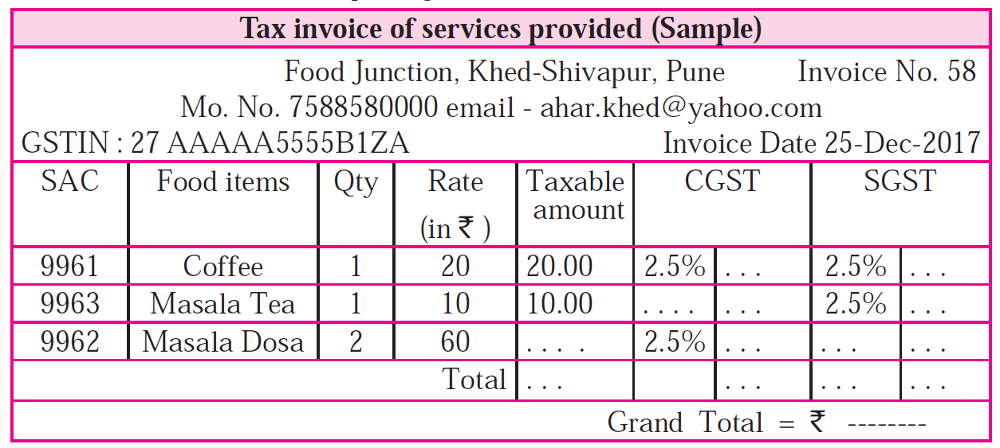 Tax invoice of services provided (Sample)
Food Junction, Khed-Shivapur, Pune Invoice No. 58
Mo. No. 7588580000 email - ahar.khed@yahoo.com
GSTIN : 27 AAAAA5555B1ZA Invoice Date 25-Dec-2017
SAC Food items Qty Rate (in ₹ ) Taxable amount CGST SGST
9961 Coffee 1 20 20.00 2.5% . . . 2.5% . . .
9963 Masala Tea 1 10 10.00 . . . . . . . 2.5% . . .
9962 Masala Dosa 2 60 . . . . 2.5% . . . . . . . . .
Total . . . . . . . . . . . .
Grand Total = ₹ --------